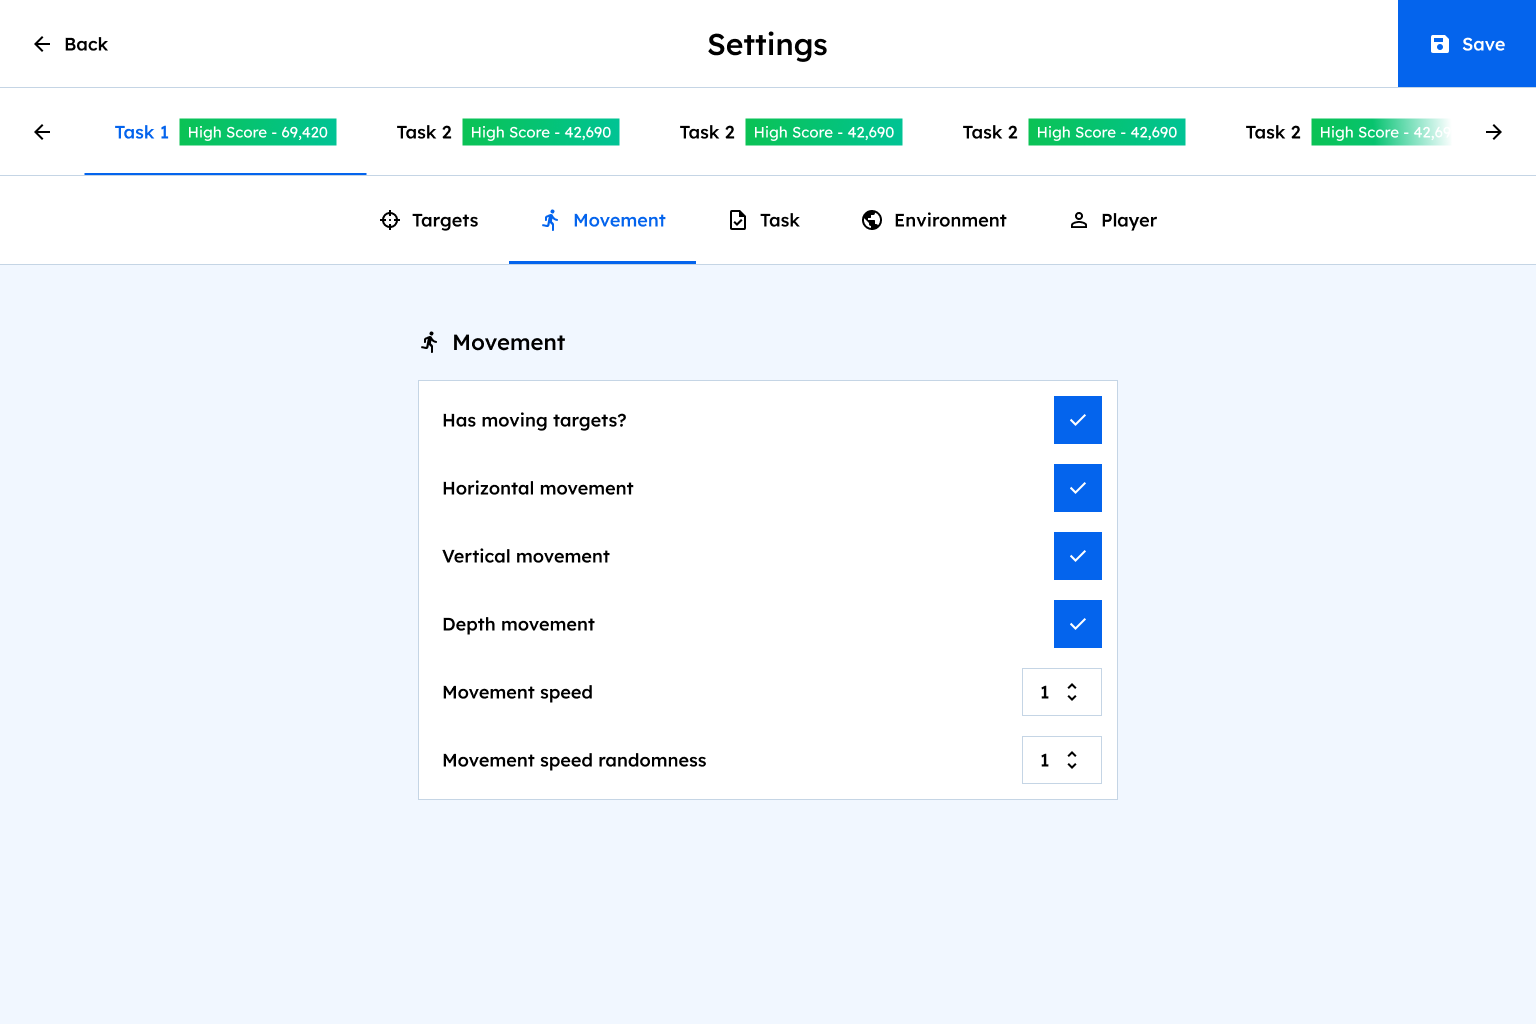 Back
Settings
Save
Task 1 High Score - 69,420
Task 2 High Score - 42,690
Task 2 High Score - 42,690
Task 2 High Score - 42,690
Task 2 High Score - 42,69
Targets
Movement
Task
Environment
Player
Movement
Has moving targets?
Horizontal movement
Vertical movement
Depth movement
Movement speed 1
Movement speed randomness 1